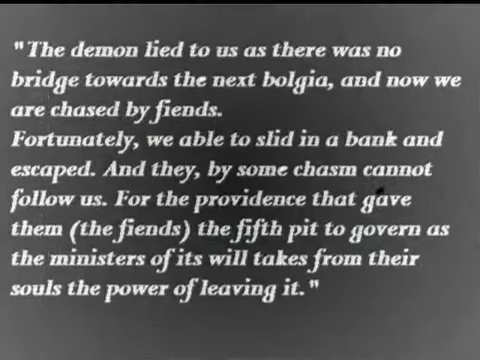 "The demon lied to us as there was no
bridge towards the next bolgia, and now we
are chased by fiends.
Fortunately, we able to slid in a bank and
escaped. And they, by some chasm cannot
follow us. For the providence that gave
them (the fiends) the fifth pit to govern as
the ministers of its will takes from their
souls the power of leaving it."